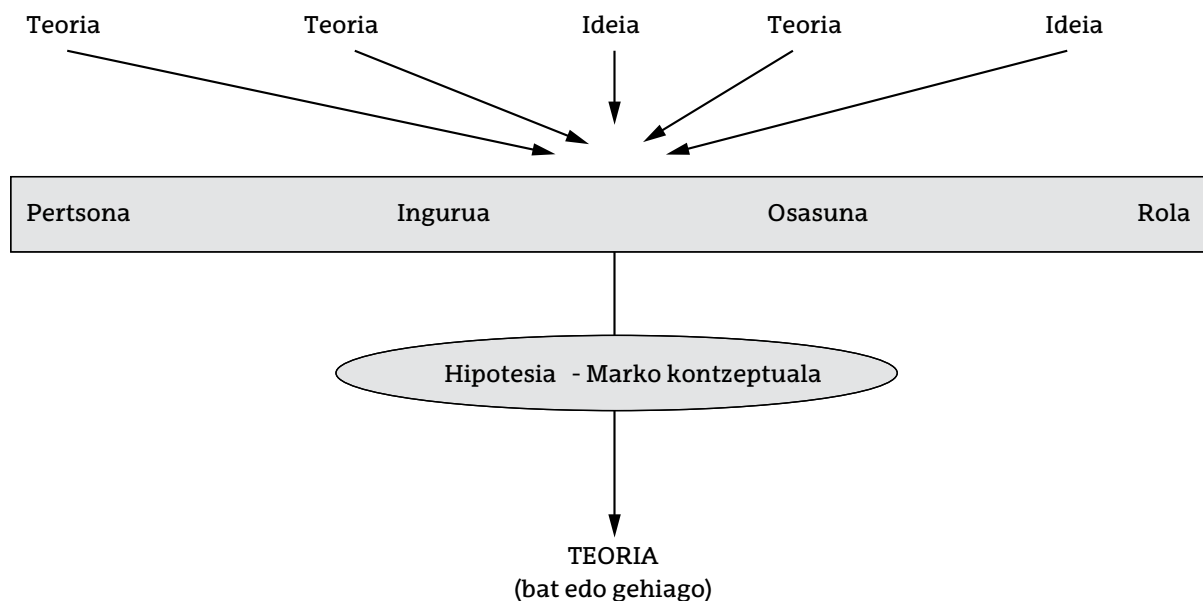 Teoria Teoria Ideia Teoria Ideia
Pertsona Ingurua Osasuna Rola
Hipotesia - Marko kontzeptuala
TEORIA
(bat edo gehiago)